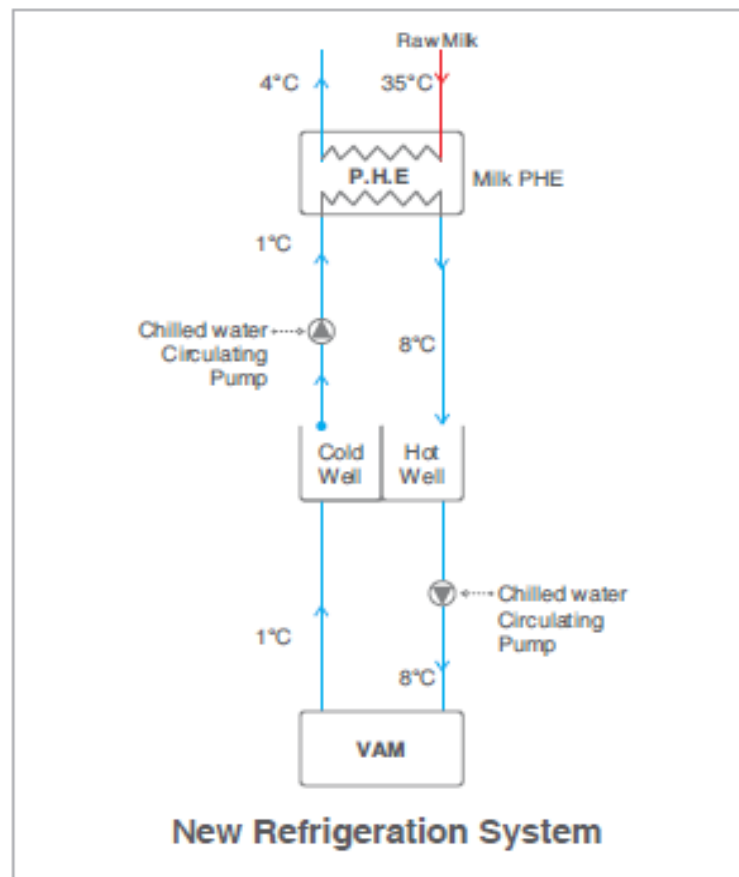 Raw Milk
4°C
35°C
P.H.E
Milk PHE
1°C
Chilled water
Circulating
Pump
8°C
Cold
Well
Hot
Well
Chilled water
Circulating
Pump
1°C
8°C
VAM
New Refrigeration System